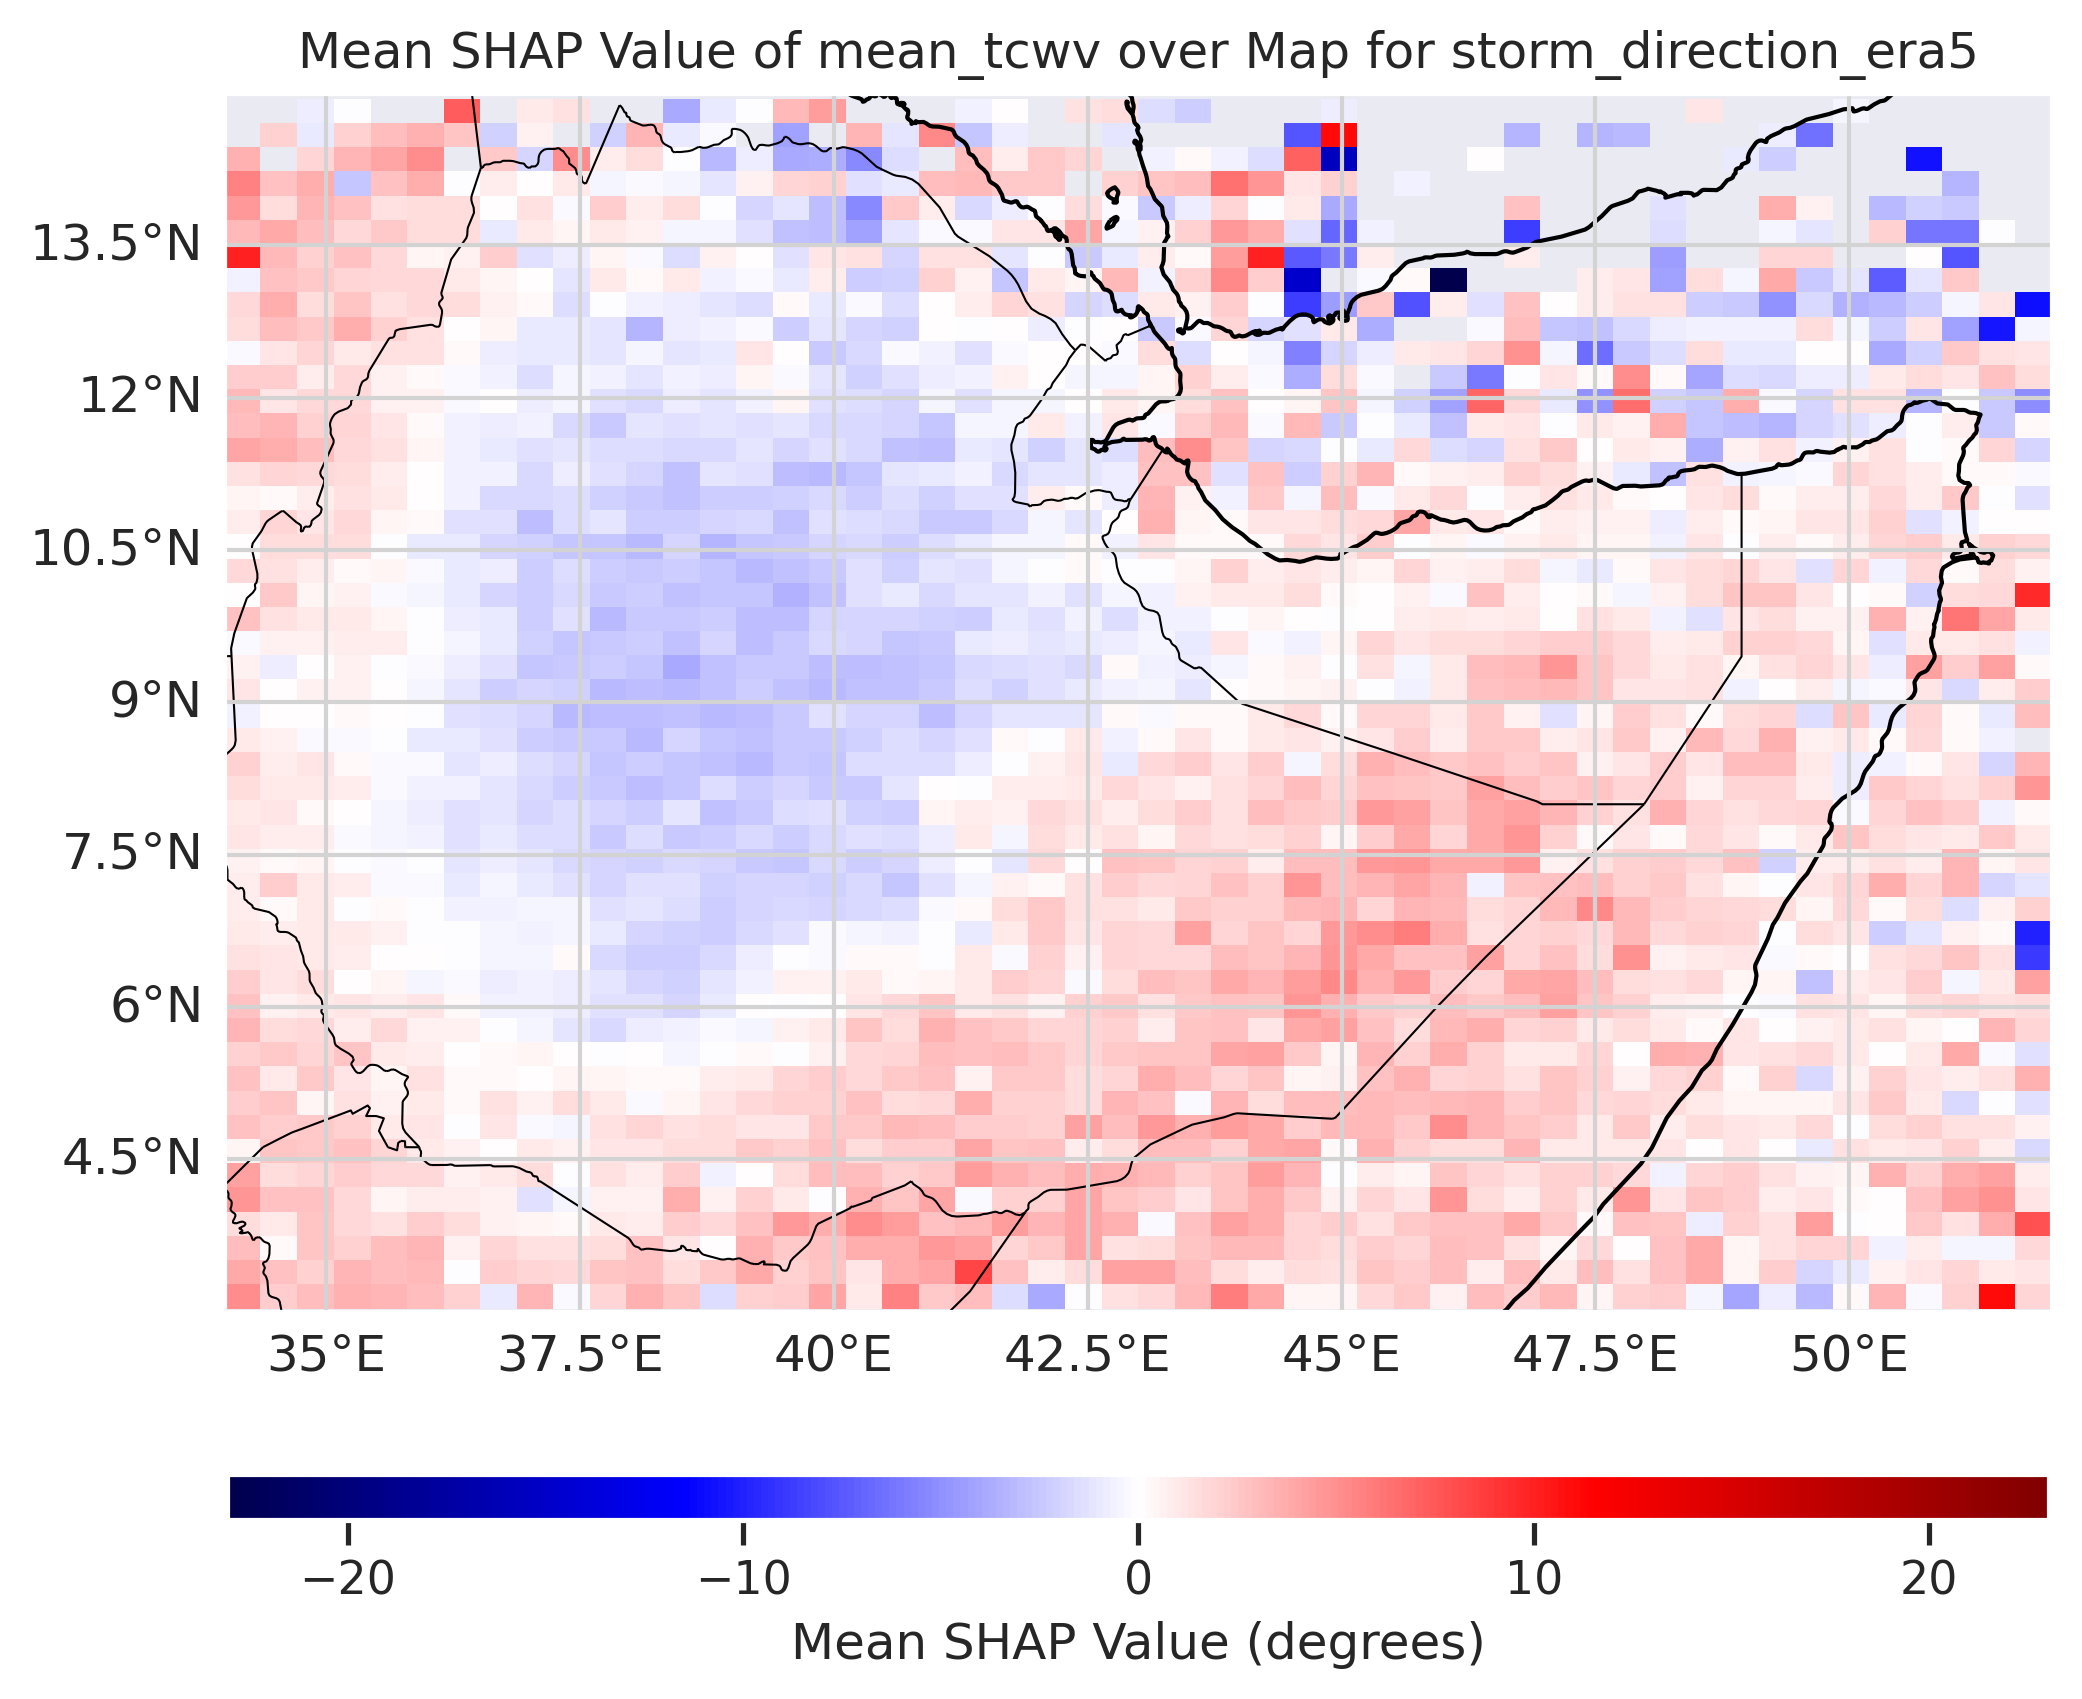 Mean SHAP Value of mean_tcwv over Map for storm_direction_era5
13.5°N
12°N
10.5°N
9°N
7.5°N
6°N
4.5°N
35°E 37.5°E 40°E 42.5°E 45°E 47.5°E 50°E
−20 −10 0 10 20
Mean SHAP Value (degrees)